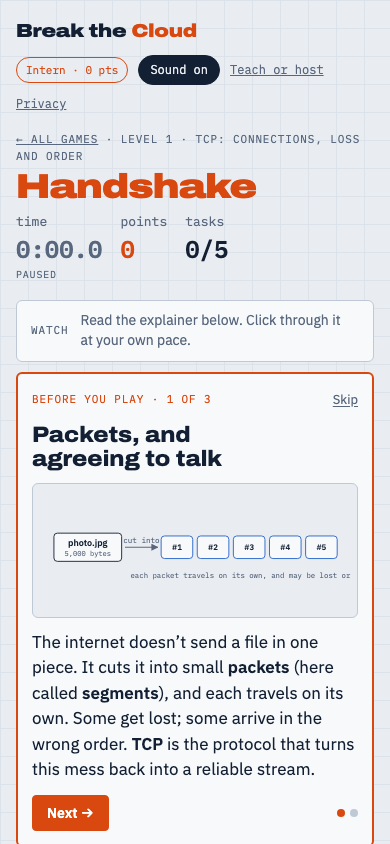 Break the Cloud
Intern · 0 pts
Sound on
Teach or host
Privacy
← ALL GAMES · LEVEL 1 · TCP: CONNECTIONS, LOSS
AND ORDER
Handshake
time points tasks
0:00.0 0 0/5
PAUSED
WATCH
Read the explainer below. Click through it
at your own pace.
BEFORE YOU PLAY · 1 OF 3
Skip
Packets, and
agreeing to talk
photo.jpg
5,000 bytes
cut into
#1 #2 #3 #4 #5
each packet travels on its own, and may be lost or
The internet doesn’t send a file in one
piece. It cuts it into small packets (here
called segments), and each travels on its
own. Some get lost; some arrive in the
wrong order. TCP is the protocol that turns
this mess back into a reliable stream.
Next →